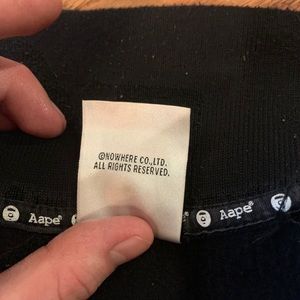 ©NOWHERE CO.,LTD.
ALL RIGHTS RESERVED.
Aape®
Aape®